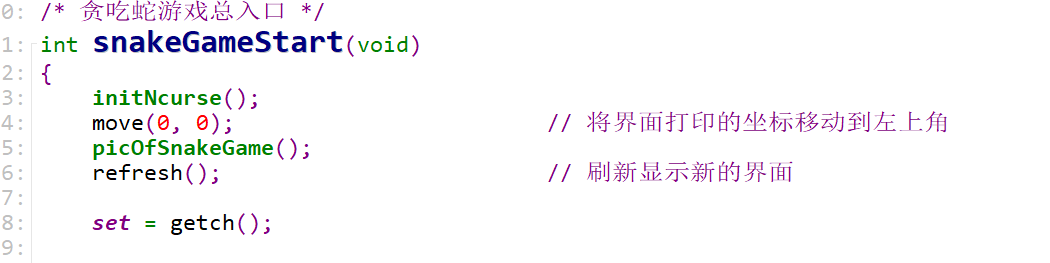 0: /* 贪吃蛇游戏总入口 */
1: int snakeGameStart(void)
2: {
3: initNcurse();
4: move(0, 0); // 将界面打印的坐标移动到左上角
5: picOfSnakeGame();
6: refresh(); // 刷新显示新的界面
7:
8: set = getch();
9: